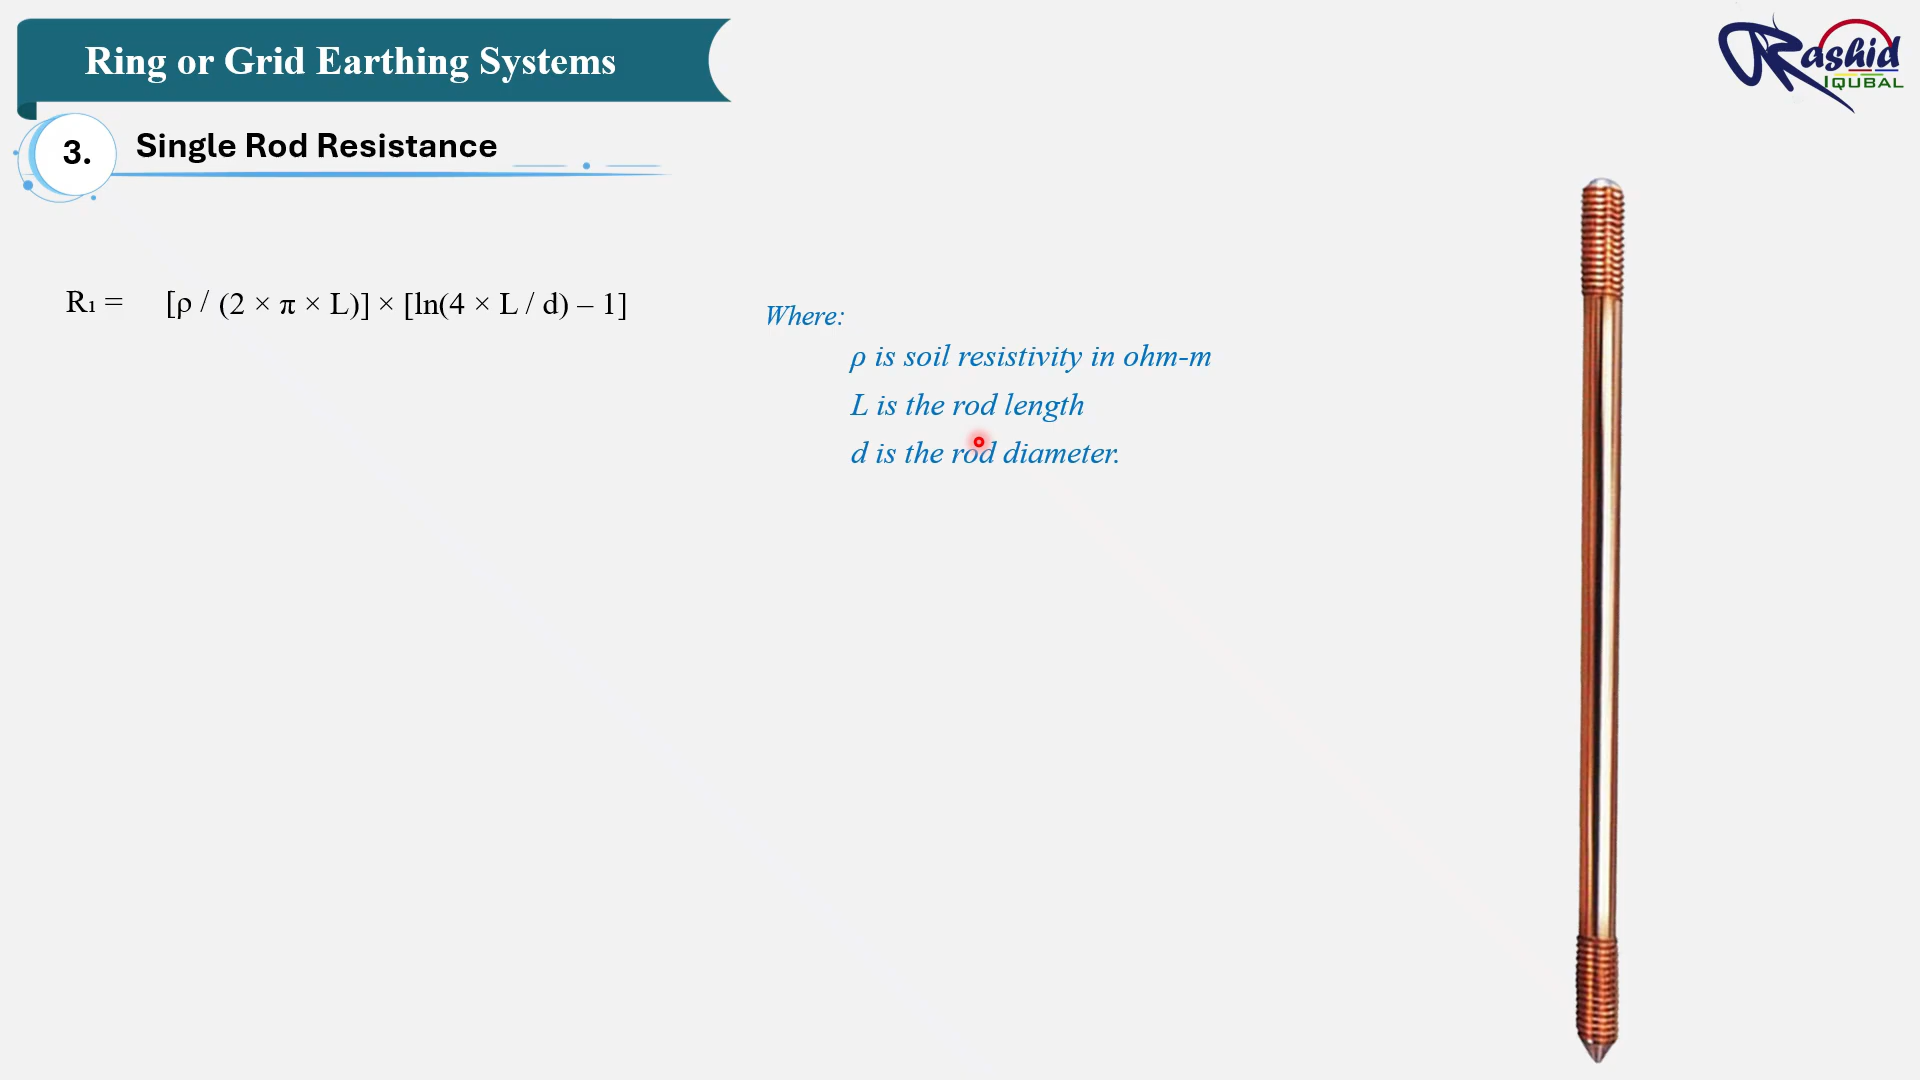 Ring or Grid Earthing Systems
Rashid
IQUBAL
3.
Single Rod Resistance
R₁ = [ρ / (2 × π × L)] × [ln(4 × L / d) – 1]
Where:
ρ is soil resistivity in ohm-m
L is the rod length
d is the rod diameter.